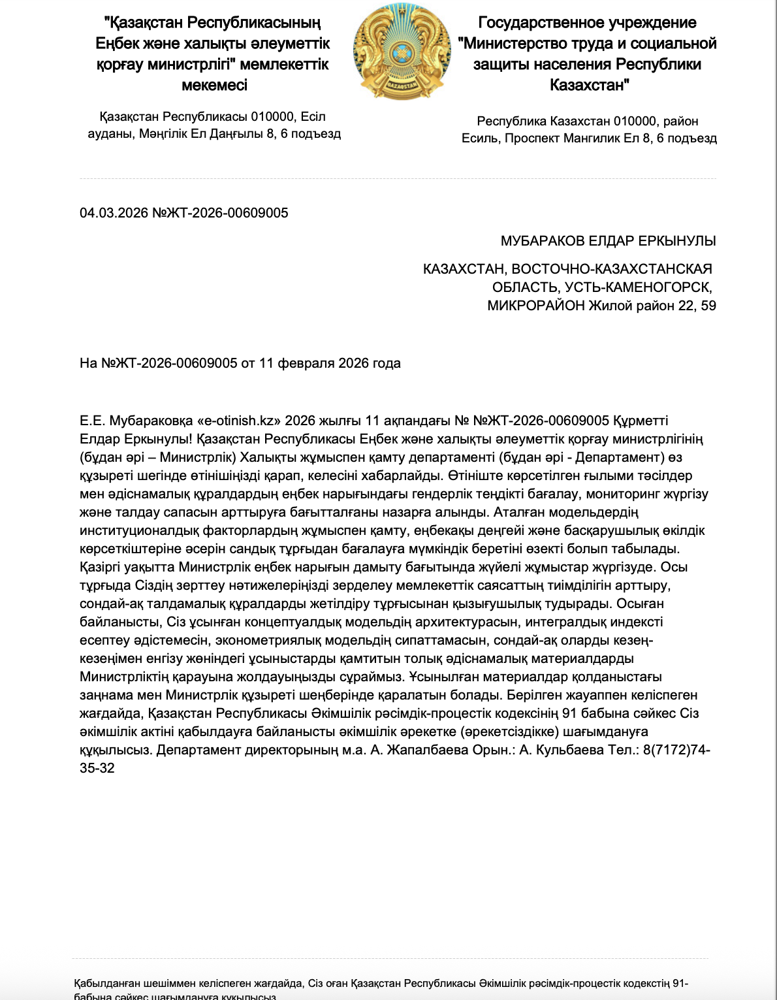 "Қазақстан Республикасының
Еңбек және халықты әлеуметтік
қорғау министрлігі" мемлекеттік
мекемесі
Қазақстан Республикасы 010000, Есіл
ауданы, Мәңгілік Ел Даңғылы 8, 6 подъезд
QAZAQSTAN
Государственное учреждение
"Министерство труда и социальной
защиты населения Республики
Казахстан"
Республика Казахстан 010000, район
Есиль, Проспект Мангилик Ел 8, 6 подъезд
04.03.2026 №ЖТ-2026-00609005
МУБАРАКОВ ЕЛДАР ЕРКЫНУЛЫ
КАЗАХСТАН, ВОСТОЧНО-КАЗАХСТАНСКАЯ
ОБЛАСТЬ, УСТЬ-КАМЕНОГОРСК,
МИКРОРАЙОН Жилой район 22, 59
На №ЖТ-2026-00609005 от 11 февраля 2026 года
Е.Е. Мубараковқа «e-otinish.kz» 2026 жылғы 11 ақпандағы № №ЖТ-2026-00609005 Құрметті
Елдар Еркынулы! Қазақстан Республикасы Еңбек және халықты әлеуметтік қорғау министрлігінің
(бұдан әрі – Министрлік) Халықты жұмыспен қамту департаменті (бұдан әрі - Департамент) өз
құзыреті шегінде өтінішіңізді қарап, келесіні хабарлайды. Өтініште көрсетілген ғылыми тәсілдер
мен әдіснамалық құралдардың еңбек нарығындағы гендерлік теңдікті бағалау, мониторинг жүргізу
және талдау сапасын арттыруға бағытталғаны назарға алынды. Аталған модельдердің
институционалдық факторлардың жұмыспен қамту, еңбекақы деңгейі және басқарушылық өкілдік
көрсеткіштеріне әсерін сандық тұрғыдан бағалауға мүмкіндік беретіні өзекті болып табылады.
Қазіргі уақытта Министрлік еңбек нарығын дамыту бағытында жүйелі жұмыстар жүргізуде. Осы
тұрғыда Сіздің зерттеу нәтижелеріңізді зерделеу мемлекеттік саясаттың тиімділігін арттыру,
сондай-ақ талдамалық құралдарды жетілдіру тұрғысынан қызығушылық тудырады. Осыған
байланысты, Сіз ұсынған концептуалдық модельдің архитектурасын, интегралдық индексті
есептеу әдістемесін, эконометриялық модельдің сипаттамасын, сондай-ақ оларды кезең-
кезеңімен енгізу жөніндегі ұсыныстарды қамтитын толық әдіснамалық материалдарды
Министрліктің қарауына жолдауыңызды сұраймыз. Ұсынылған материалдар қолданыстағы
заңнама мен Министрлік құзыреті шеңберінде қаралатын болады. Берілген жауаппен келіспеген
жағдайда, Қазақстан Республикасы Әкімшілік рәсімдік-процестік кодексінің 91 бабына сәйкес Сіз
әкімшілік актіні қабылдауға байланысты әкімшілік әрекетке (әрекетсіздікке) шағымдануға
құқылысыз. Департамент директорының м.а. А. Жапалбаева Орын.: А. Кульбаева Тел.: 8(7172)74-
35-32
Қабылданған шешіммен келіспеген жағдайда, Сіз оған Қазақстан Республикасы Әкімшілік рәсімдік-процестік кодекстің 91-
бабына сәйкес шағымдануға құқылысыз.